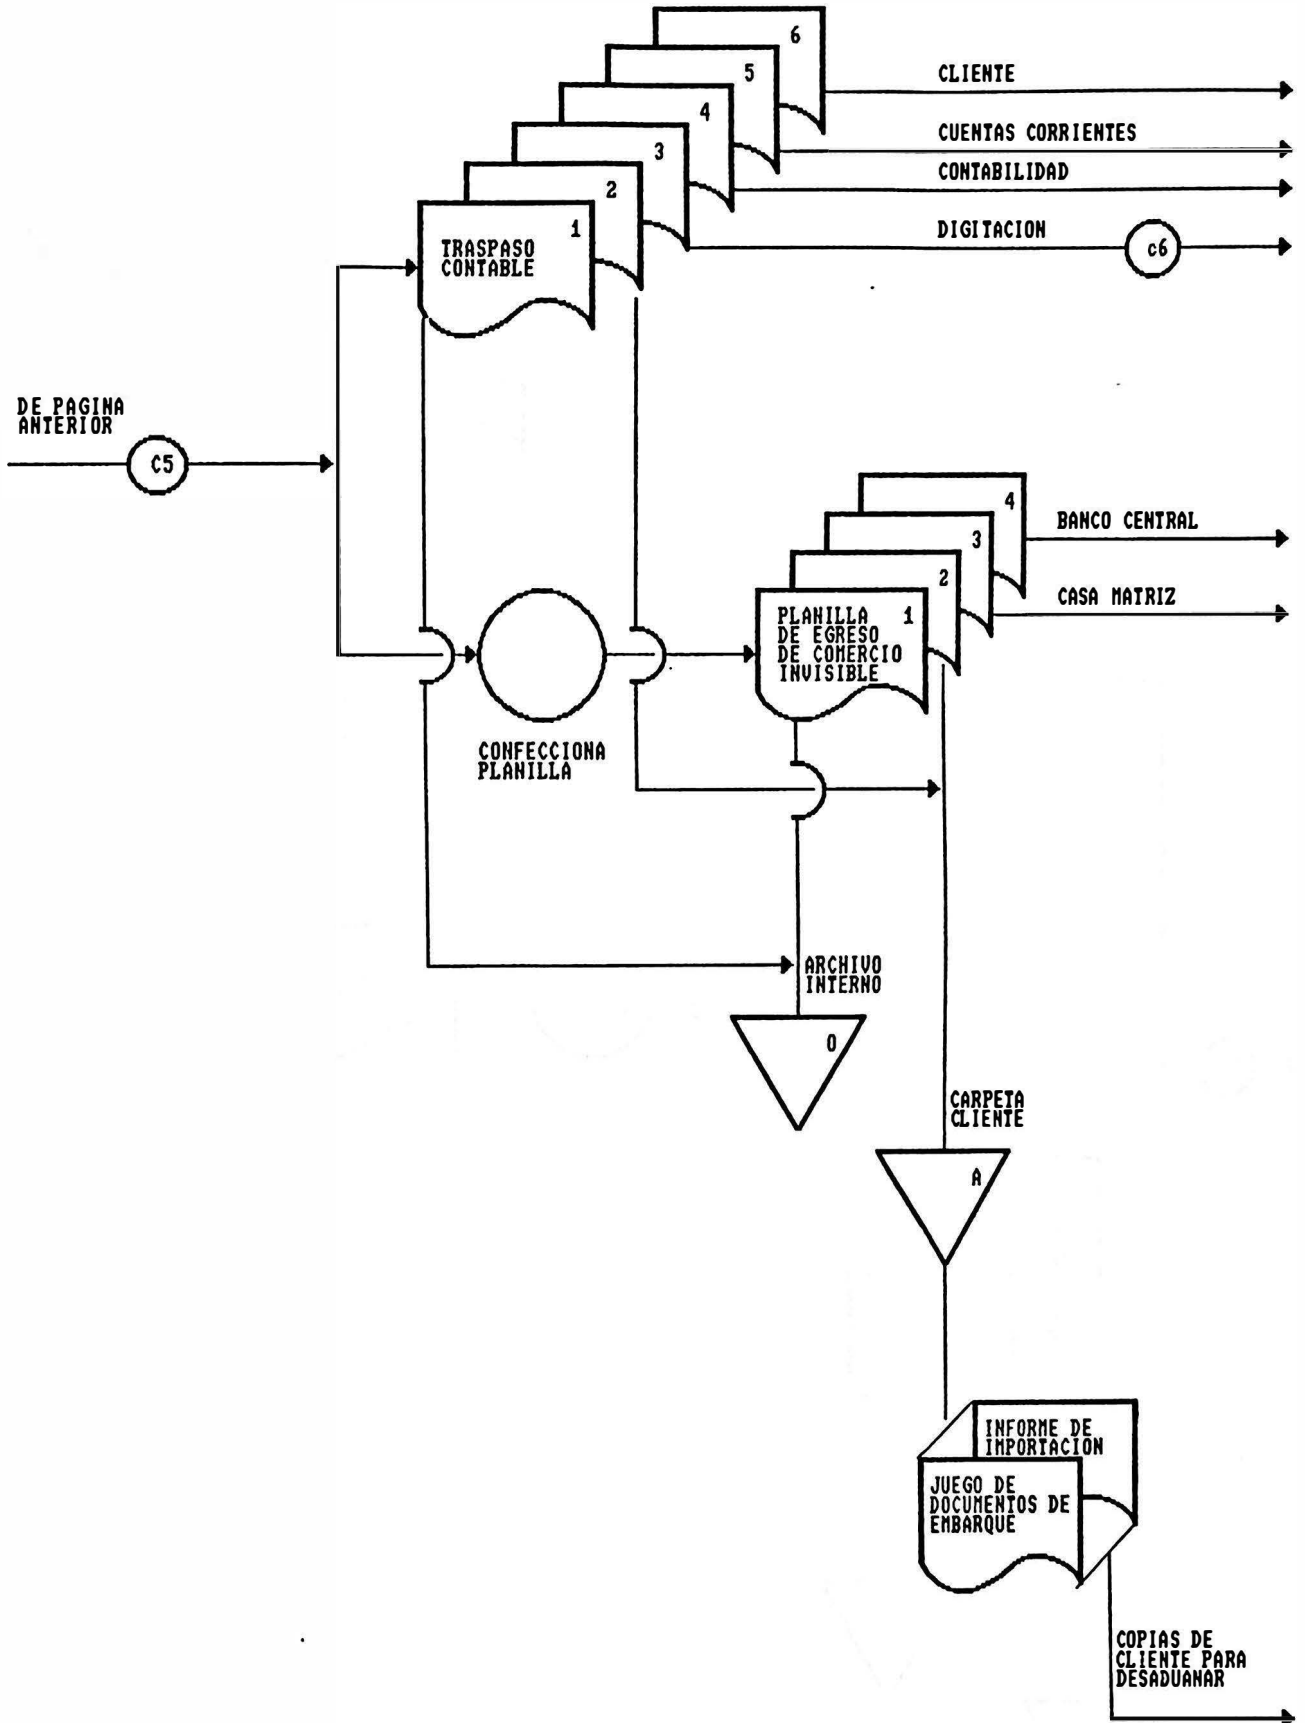 6
5
4
3
2
1
TRASPASO
CONTABLE
CLIENTE
CUENTAS CORRIENTES
CONTABILIDAD
DIGITACION
c6
DE PAGINA
ANTERIOR
C5
4
3
2
1
PLANILLA
DE EGRESO
DE COMERCIO
INVISIBLE
BANCO CENTRAL
CASA MATRIZ
CONFECCIONA
PLANILLA
ARCHIVO
INTERNO
O
CARPETA
CLIENTE
A
INFORME DE
IMPORTACION
JUEGO DE
DOCUMENTOS DE
EMBARQUE
COPIAS DE
CLIENTE PARA
DESADUANAR